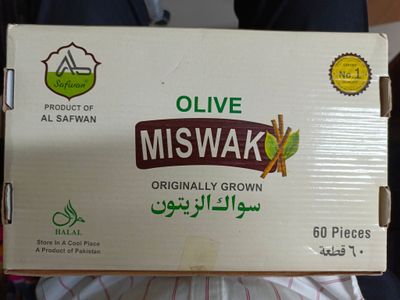 Safwan
PRODUCT OF
AL SAFWAN
No.1
OLIVE
MISWAK
ORIGINALLY GROWN
سواك الزيتون
HALAL
Store In A Cool Place
A Product of Pakistan
60 Pieces
٦٠ قطعة